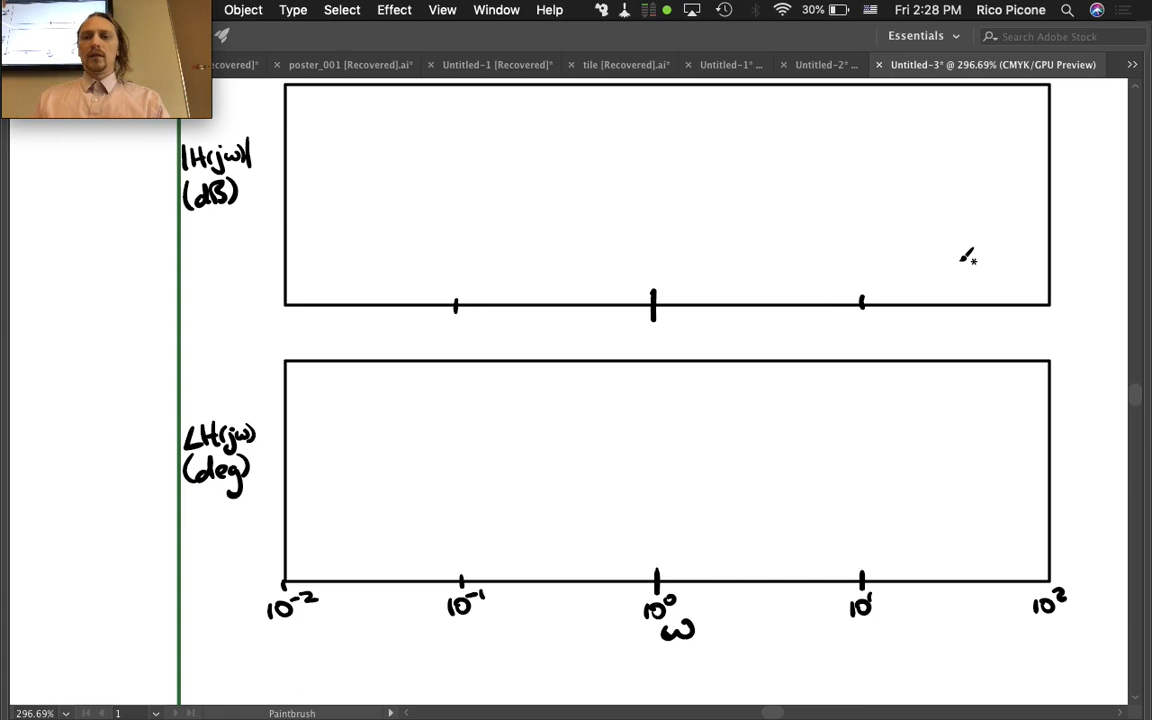 Object Type Select Effect View Window Help 30% Fri 2:28 PM Rico Picone
Essentials Search Adobe Stock
ecovered]* × poster_001 [Recovered].ai* × Untitled-1 [Recovered]* × tile [Recovered].ai* × Untitled-1* ... × Untitled-2* ... × Untitled-3* @ 296.69% (CMYK/GPU Preview) >>
|H(jω)|
(dB)
∠H(jω)
(deg)
10⁻² 10⁻¹ 10⁰ 10¹ 10²
ω
296.69% 1 Paintbrush